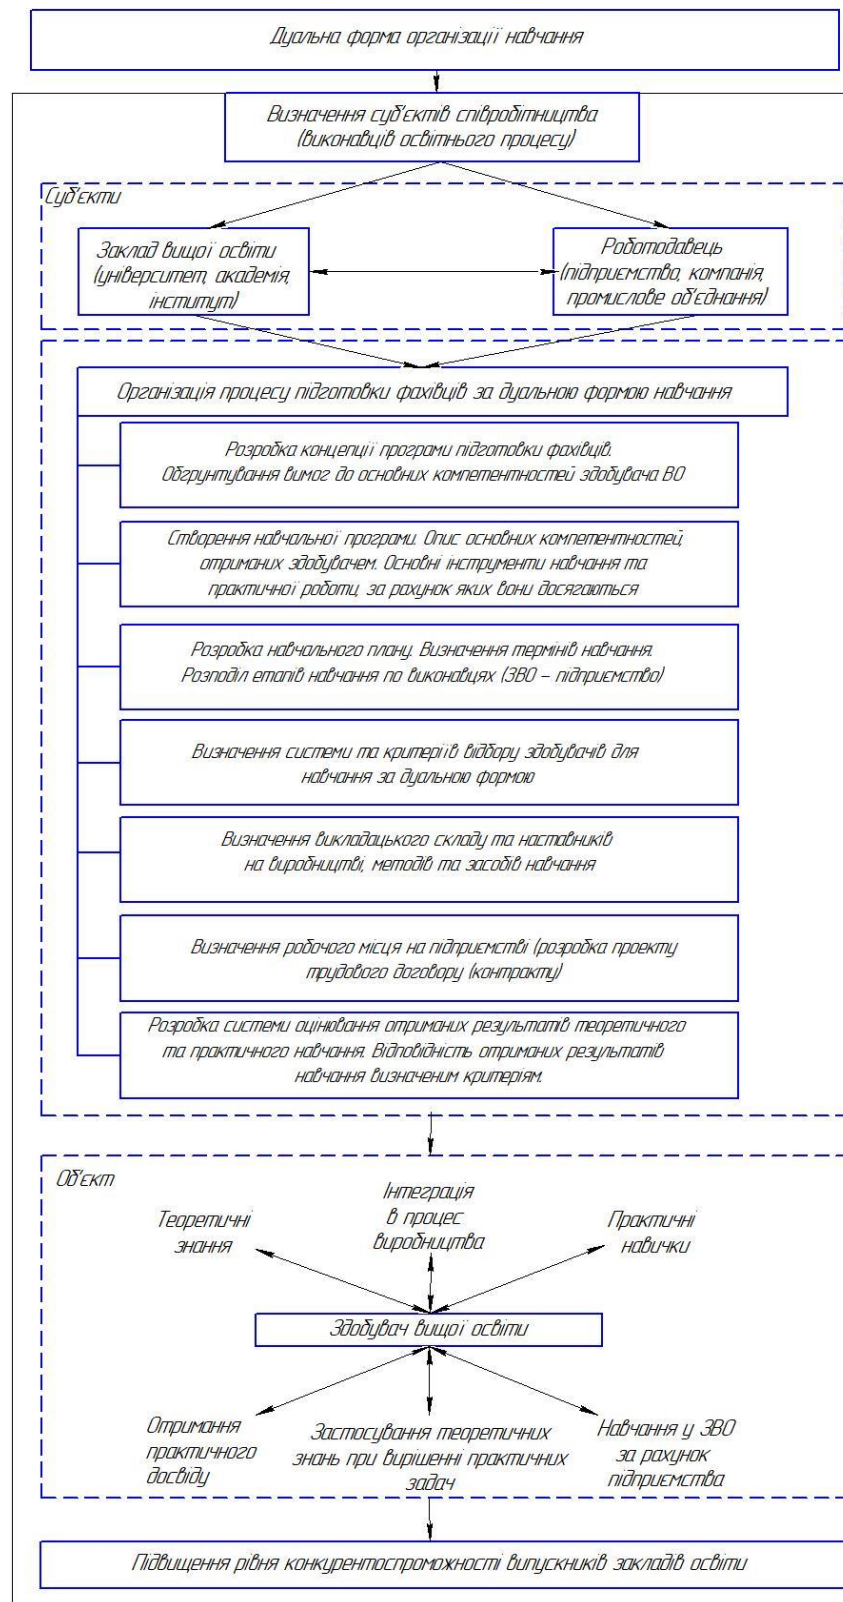 Дуальна форма організації навчання
Визначення суб'єктів співробітництва
(виконавців освітнього процесу)
Суб'єкти
Заклад вищої освіти
(університет, академія,
інститут)
Роботодавець
(підприємство, компанія,
промислове об'єднання)
Організація процесу підготовки фахівців за дуальною формою навчання
Розробка концепції програми підготовки фахівців.
Обгрунтування вимог до основних компетентностей здобувача ВО
Створення навчальної програми. Опис основних компетентностей,
отриманих здобувачем. Основні інструменти навчання та
практичної роботи, за рахунок яких вони досягаються
Розробка навчального плану. Визначення термінів навчання.
Розподіл етапів навчання по виконавцях (ЗВО – підприємство)
Визначення системи та критеріїв відбору здобувачів для
навчання за дуальною формою
Визначення викладацького складу та наставників
на виробництві, методів та засобів навчання
Визначення робочого місця на підприємстві (розробка проекту
трудового договору (контракту)
Розробка системи оцінювання отриманих результатів теоретичного
та практичного навчання. Відповідність отриманих результатів
навчання визначеним критеріям.
Об'єкт
Теоретичні
знання
Інтеграція
в процес
виробництва
Практичні
навички
Здобувач вищої освіти
Отримання
практичного
досвіду
Застосування теоретичних
знань при вирішенні практичних
задач
Навчання у ЗВО
за рахунок
підприємства
Підвищення рівня конкурентоспроможності випускників закладів освіти